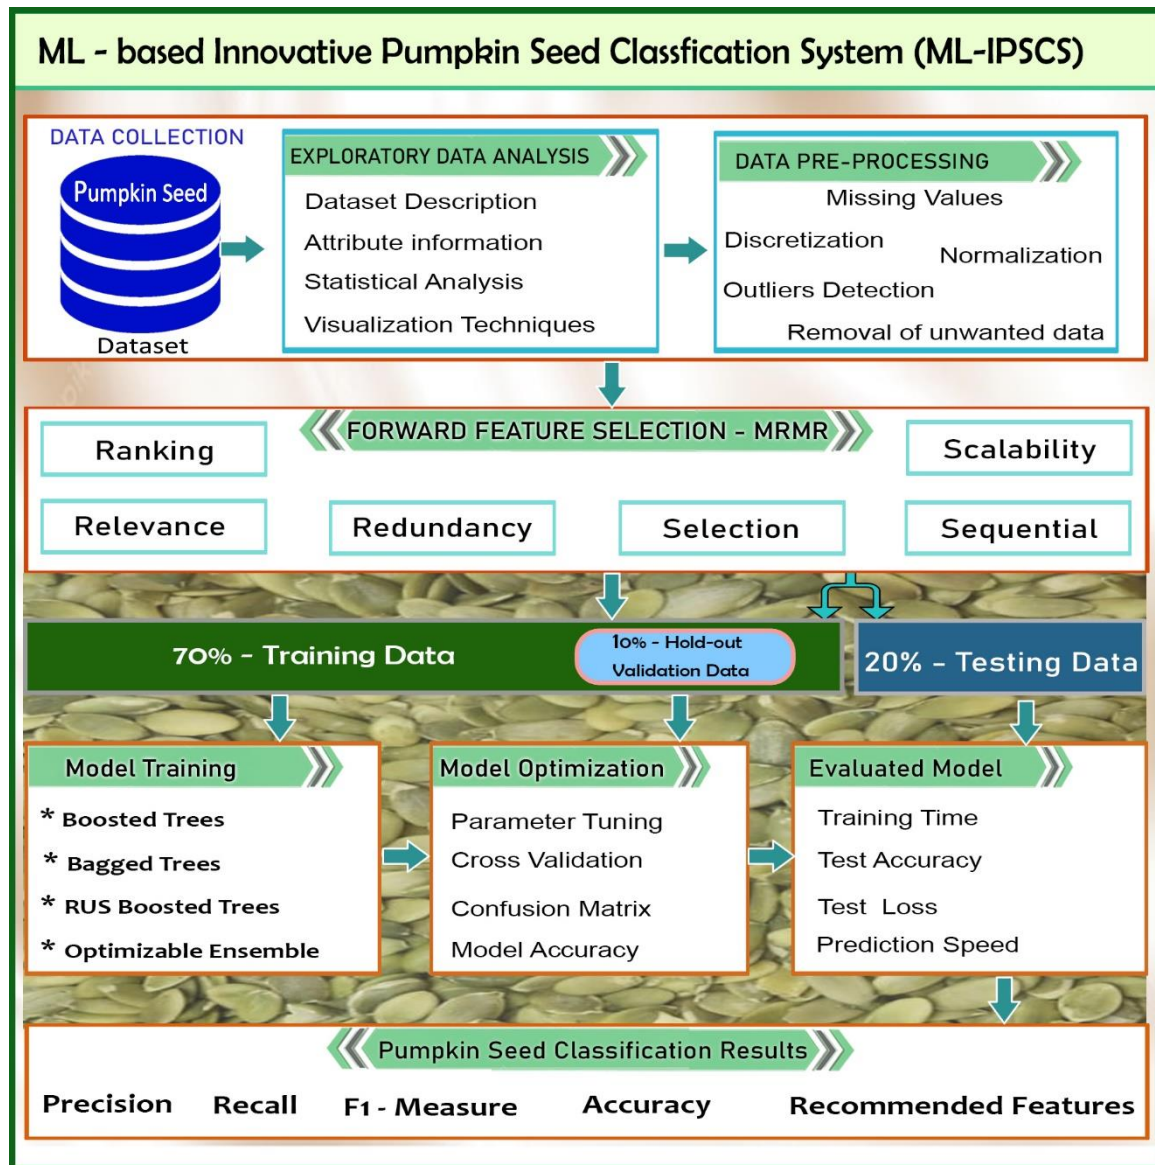 ML - based Innovative Pumpkin Seed Classfication System (ML-IPSCS)
DATA COLLECTION
Pumpkin Seed
Dataset
EXPLORATORY DATA ANALYSIS
Dataset Description
Attribute information
Statistical Analysis
Visualization Techniques
DATA PRE-PROCESSING
Missing Values
Discretization
Normalization
Outliers Detection
Removal of unwanted data
FORWARD FEATURE SELECTION - MRMR
Ranking
Scalability
Relevance
Redundancy
Selection
Sequential
70% - Training Data
10% - Hold-out
Validation Data
20% - Testing Data
Model Training
* Boosted Trees
* Bagged Trees
* RUS Boosted Trees
* Optimizable Ensemble
Model Optimization
Parameter Tuning
Cross Validation
Confusion Matrix
Model Accuracy
Evaluated Model
Training Time
Test Accuracy
Test Loss
Prediction Speed
Pumpkin Seed Classification Results
Precision
Recall
F1 - Measure
Accuracy
Recommended Features